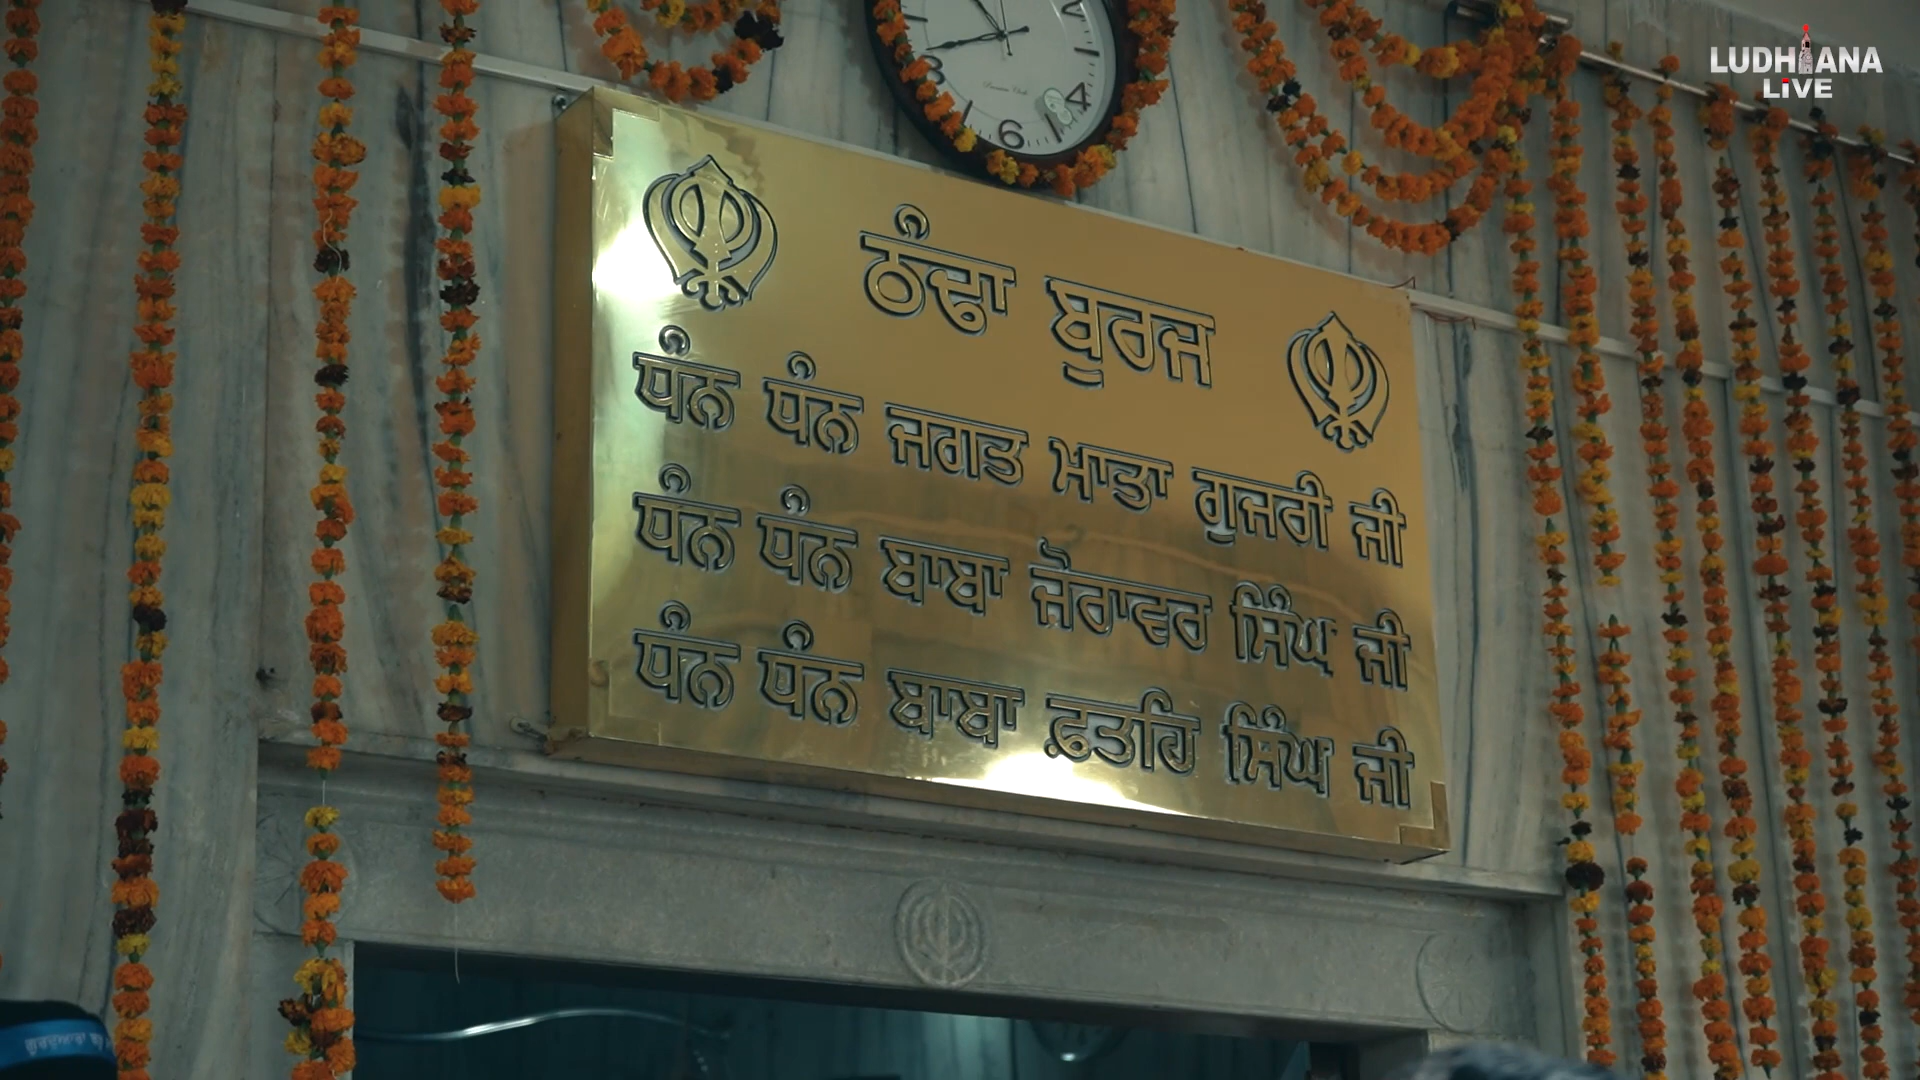 LUDHIANA
LIVE
ਠੰਢਾ ਬੂਰਜ
ਧੰਨ ਧੰਨ ਜਗਤ ਮਾਤਾ ਗੁਜਰੀ ਜੀ
ਧੰਨ ਧੰਨ ਬਾਬਾ ਜੋਰਾਵਰ ਸਿੰਘ ਜੀ
ਧੰਨ ਧੰਨ ਬਾਬਾ ਫ਼ਤਹਿ ਸਿੰਘ ਜੀ